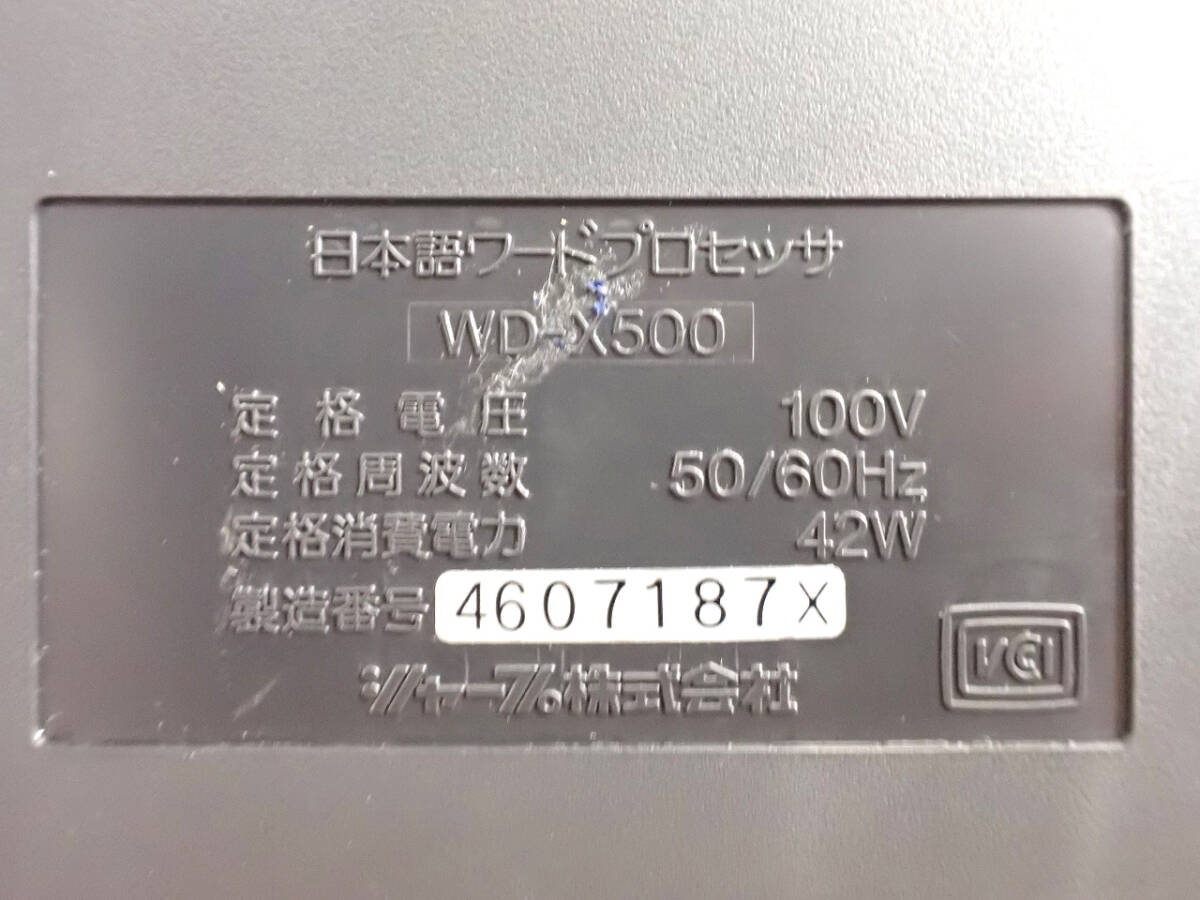 日本語ワードプロセッサ
WD-X500
定格電圧 100V
定格周波数 50/60Hz
定格消費電力 42W
製造番号 4607187X
シャープ株式会社
VCI